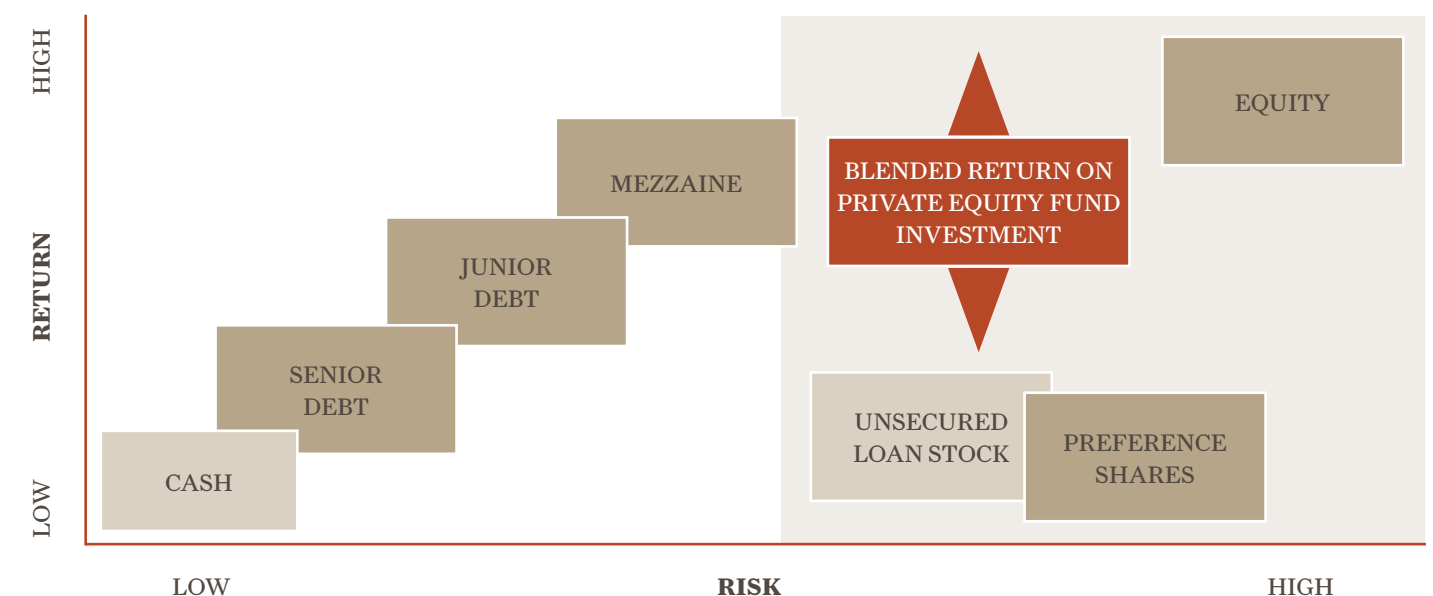 HIGH
EQUITY
BLENDED RETURN ON
PRIVATE EQUITY FUND
INVESTMENT
MEZZAINE
JUNIOR
DEBT
RETURN
SENIOR
DEBT
UNSECURED
LOAN STOCK
PREFERENCE
SHARES
CASH
LOW
LOW
RISK
HIGH